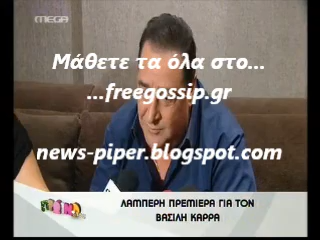 MEGA
Μάθετε τα όλα στο...
...freegossip.gr
news-piper.blogspot.com
ΛΑΜΠΕΡΗ ΠΡΕΜΙΕΡΑ ΓΙΑ ΤΟΝ
ΒΑΣΙΛΗ ΚΑΡΡΑ